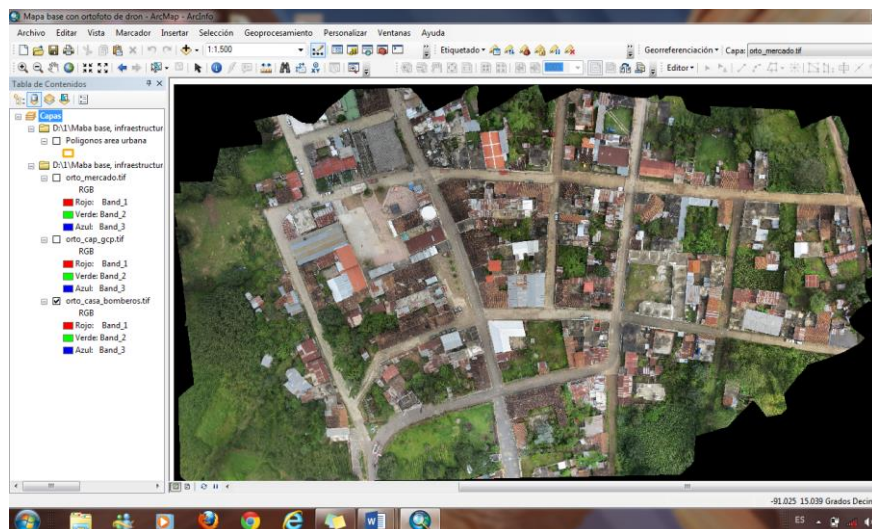 Mapa base con ortofoto de dron - ArcMap - ArcInfo
Archivo Editar Vista Marcador Insertar Selección Geoprocesamiento Personalizar Ventanas Ayuda
1:1,500 Etiquetado Georreferenciación Capa: orto_mercado.tif
Editor
Tabla de Contenidos
Capas
D:\1\Maba base, infraestructur
Poligonos area urbana
D:\1\Maba base, infraestructur
orto_mercado.tif
RGB
Rojo: Band_1
Verde: Band_2
Azul: Band_3
orto_cap_gcp.tif
RGB
Rojo: Band_1
Verde: Band_2
Azul: Band_3
orto_casa_bomberos.tif
RGB
Rojo: Band_1
Verde: Band_2
Azul: Band_3
-91.025 15.039 Grados Decin
ES